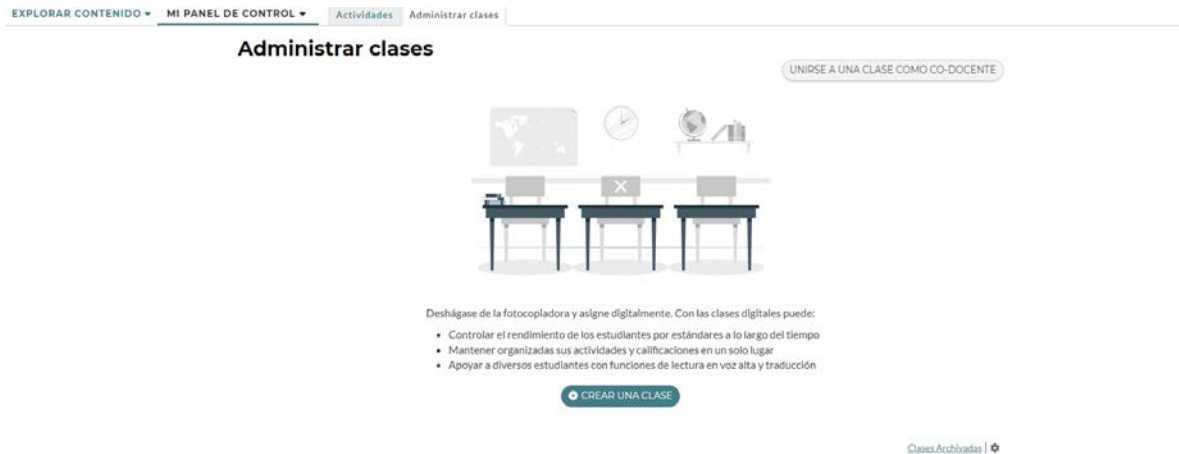 EXPLORAR CONTENIDO MI PANEL DE CONTROL Actividades Administrar clases
Administrar clases
UNIRSE A UNA CLASE COMO CO-DOCENTE
Deshágase de la fotocopiadora y asigne digitalmente. Con las clases digitales puede:
• Controlar el rendimiento de los estudiantes por estándares a lo largo del tiempo
• Mantener organizadas sus actividades y calificaciones en un solo lugar
• Apoyar a diversos estudiantes con funciones de lectura en voz alta y traducción
CREAR UNA CLASE
Clases Archivadas |